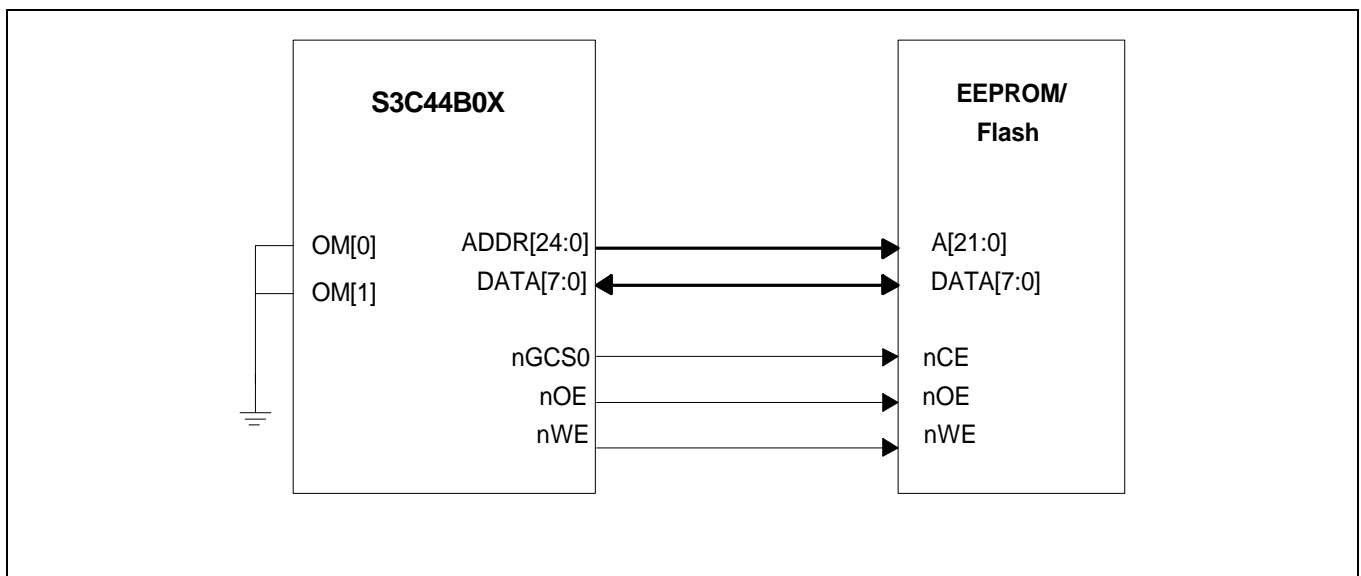 S3C44B0X
EEPROM/
Flash
OM[0]
ADDR[24:0]
A[21:0]
OM[1]
DATA[7:0]
DATA[7:0]
nGCS0
nCE
nOE
nOE
nWE
nWE